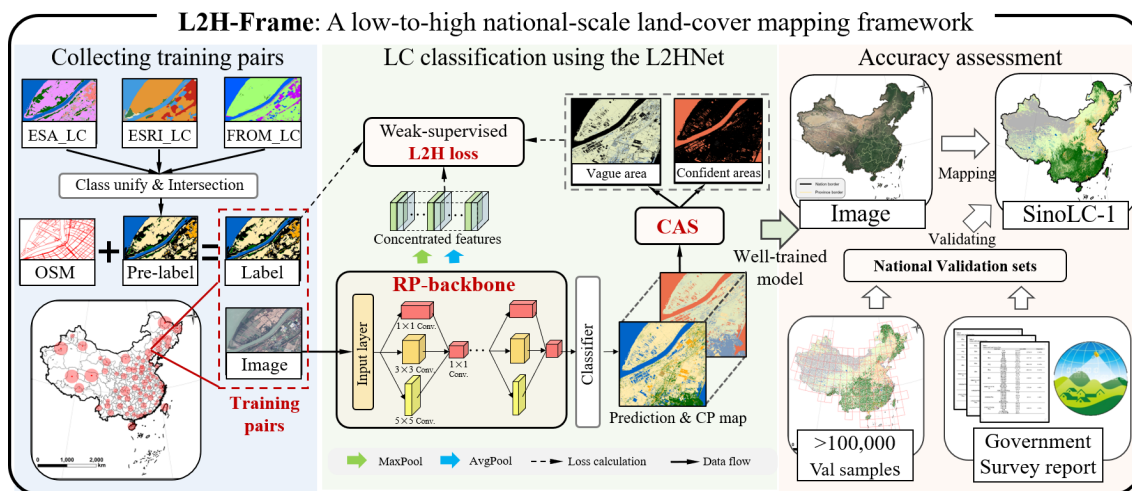 L2H-Frame: A low-to-high national-scale land-cover mapping framework
Collecting training pairs
ESA_LC
ESRI_LC
FROM_LC
Class unify & Intersection
OSM
Pre-label
Label
Image
Training
pairs
0
1,000
2,000
km
LC classification using the L2HNet
Weak-supervised
L2H loss
Vague area
Confident areas
Concentrated features
CAS
RP-backbone
Input layer
1×1 Conv.
3×3 Conv.
5×5 Conv.
1×1
Conv.
Classifier
Prediction & CP map
Well-trained
model
MaxPool
AvgPool
Loss calculation
Data flow
Accuracy assessment
Nation border
Province border
Image
Mapping
SinoLC-1
Validating
National Validation sets
>100,000
Val samples
Government
Survey report